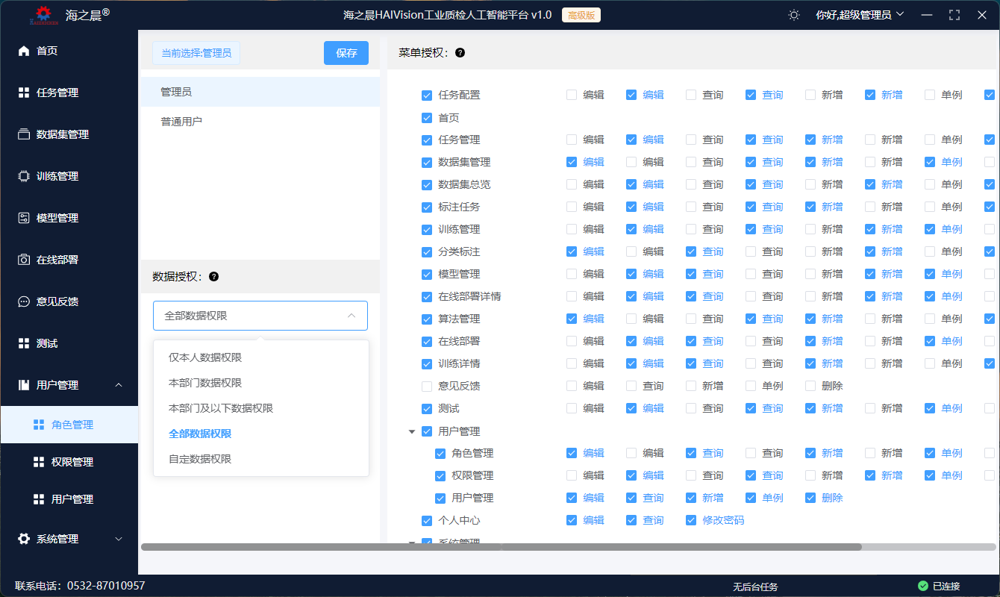 海之晨®
海之晨HAIVision工业质检人工智能平台 v1.0 高级版
你好,超级管理员
首页
任务管理
数据集管理
训练管理
模型管理
在线部署
意见反馈
测试
用户管理
角色管理
权限管理
用户管理
系统管理
当前选择:管理员 保存
管理员
普通用户
数据授权：
全部数据权限
仅本人数据权限
本部门数据权限
本部门及以下数据权限
全部数据权限
自定数据权限
菜单授权：
任务配置 编辑 编辑 查询 查询 新增 新增 单例
首页
任务管理 编辑 编辑 查询 查询 新增 新增 单例
数据集管理 编辑 编辑 查询 查询 新增 新增 单例
数据集总览 编辑 编辑 查询 查询 新增 新增 单例
标注任务 编辑 编辑 查询 查询 新增 新增 单例
训练管理 编辑 编辑 查询 查询 新增 新增 单例
分类标注 编辑 编辑 查询 查询 新增 新增 单例
模型管理 编辑 编辑 查询 查询 新增 新增 单例
在线部署详情 编辑 编辑 查询 查询 新增 新增 单例
算法管理 编辑 编辑 查询 查询 新增 新增 单例
在线部署 编辑 编辑 查询 查询 新增 新增 单例
训练详情 编辑 编辑 查询 查询 新增 新增 单例
意见反馈 编辑 查询 新增 单例 删除
测试 编辑 编辑 查询 查询 新增 新增 单例
用户管理
角色管理 编辑 编辑 查询 查询 新增 新增 单例
权限管理 编辑 编辑 查询 查询 新增 新增 单例
用户管理 编辑 查询 新增 单例 删除
个人中心 编辑 查询 修改密码
系统管理
联系电话：0532-87010957
无后台任务
已连接